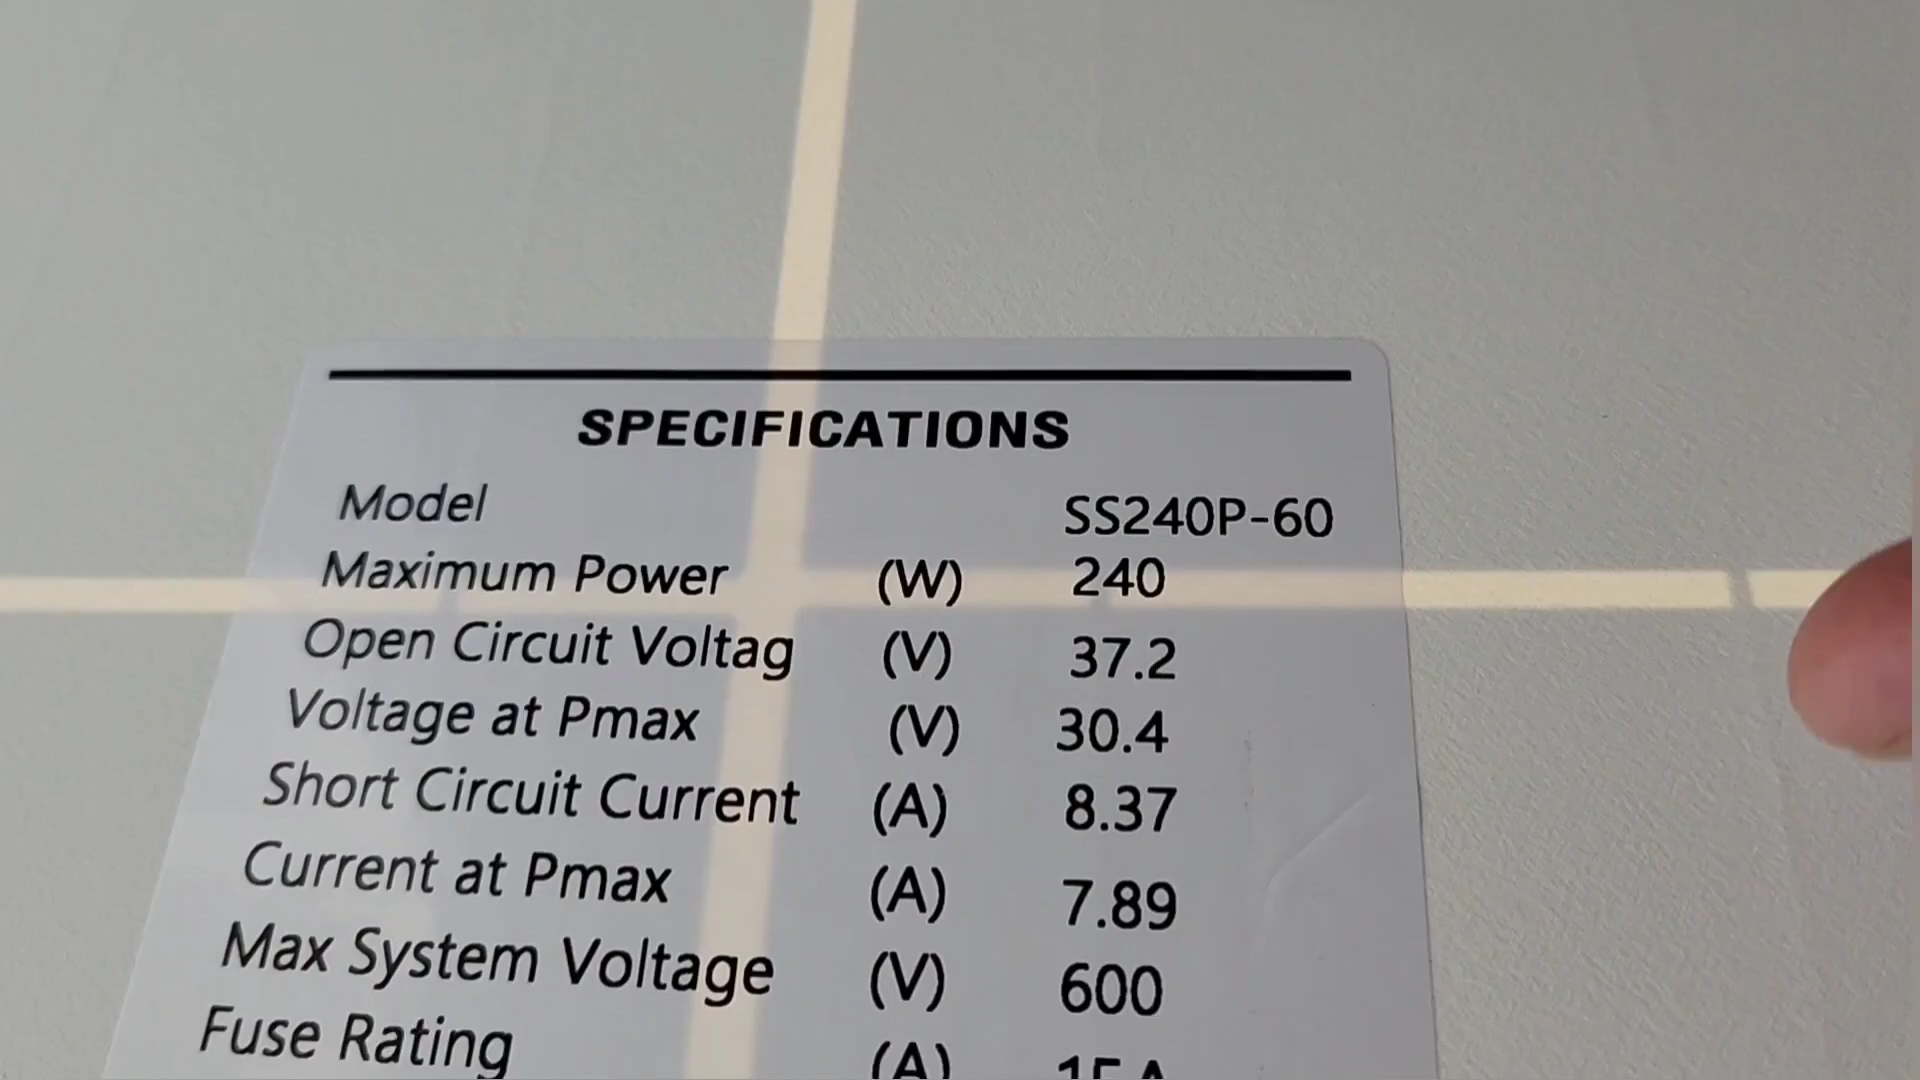 SPECIFICATIONS
Model SS240P-60
Maximum Power (W) 240
Open Circuit Voltag (V) 37.2
Voltage at Pmax (V) 30.4
Short Circuit Current (A) 8.37
Current at Pmax (A) 7.89
Max System Voltage (V) 600
Fuse Rating (A)